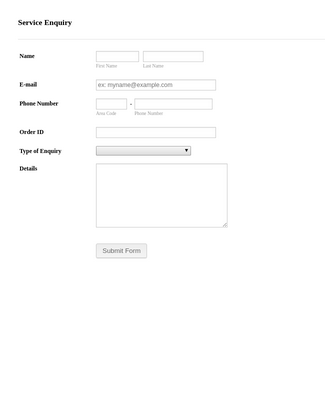 Service Enquiry
Name
First Name Last Name
E-mail ex: myname@example.com
Phone Number -
Area Code Phone Number
Order ID
Type of Enquiry
Details
Submit Form